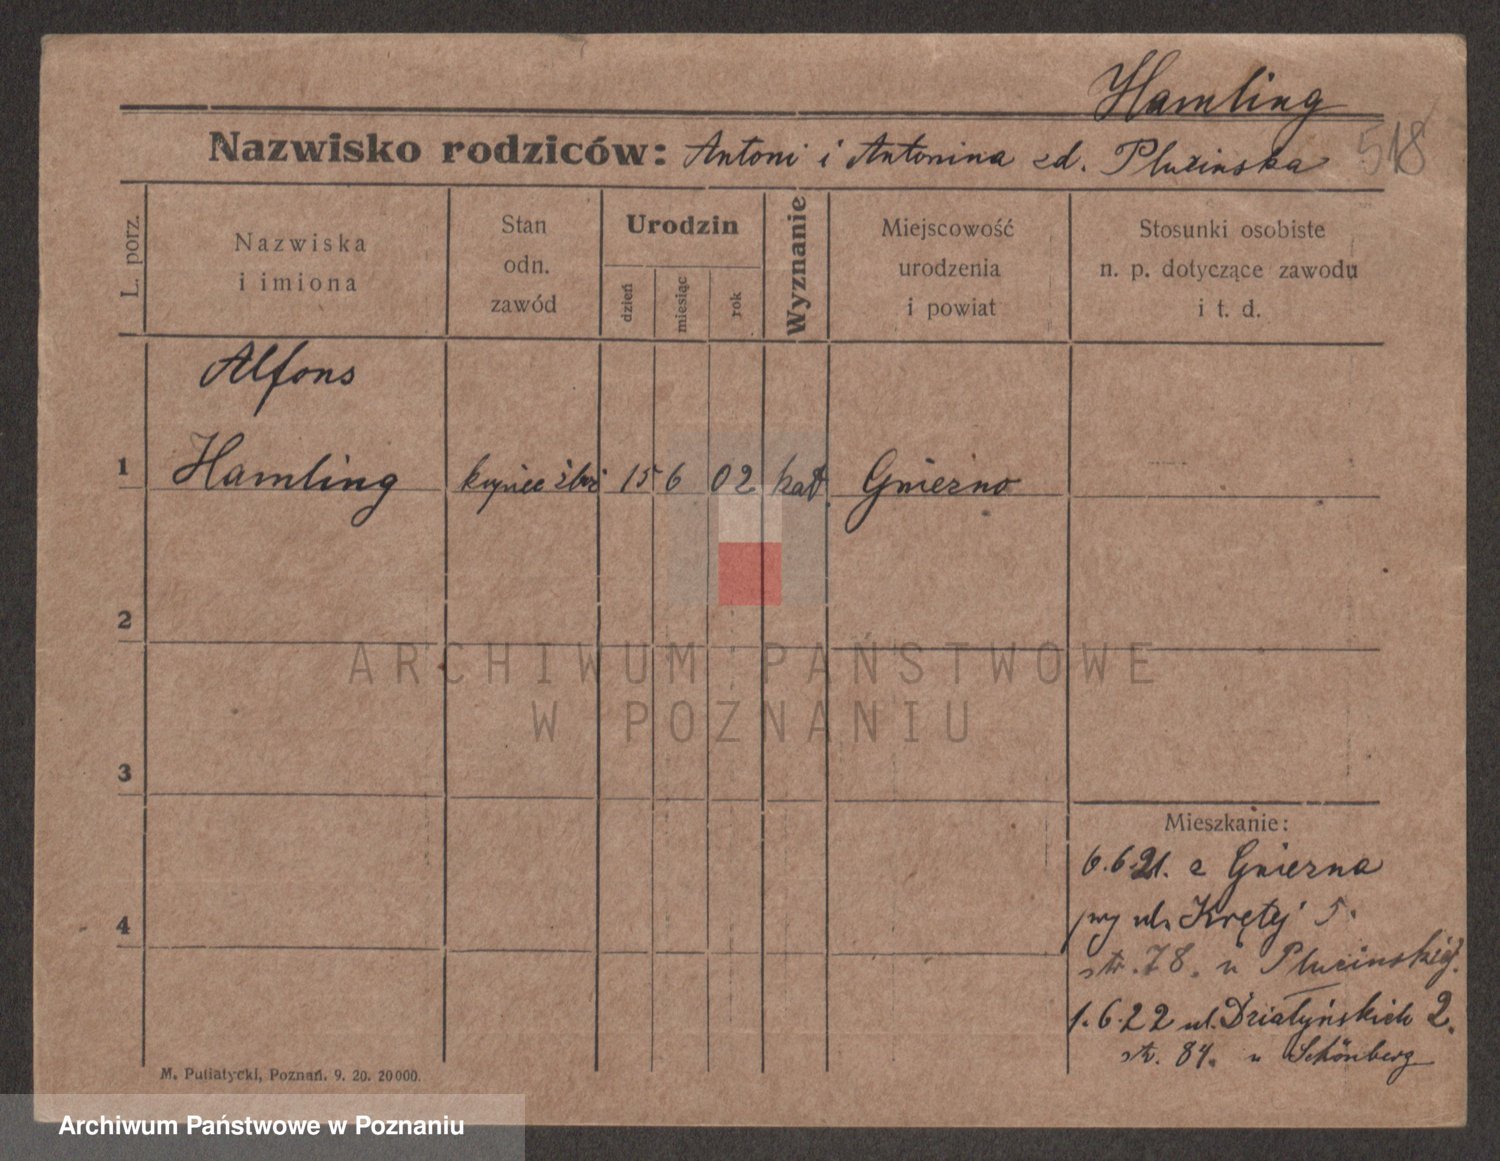 Hamling
Nazwisko rodziców: Antoni i Antonina zd. Plucinska 518
L. porz.
Nazwiska
i imiona
Stan
odn.
zawód
Urodzin
dzień
miesiąc
rok
Wyznanie
Miejscowość
urodzenia
i powiat
Stosunki osobiste
n. p. dotyczące zawodu
i t. d.
Alfons
1 Hamling kupiec zboż 15 6 02 kat Gniezno
2
3
4
Mieszkanie:
6.6.21. z Gniezna
przy ul. Krętej 5.
str. 78. u Plucinskiej.
1.6.22 ul. Działyńskich 2.
str. 84. u Schönberg
M. Putiatycki, Poznań. 9. 20. 20000.
ARCHIWUM PAŃSTWOWE
W POZNANIU
Archiwum Państwowe w Poznaniu